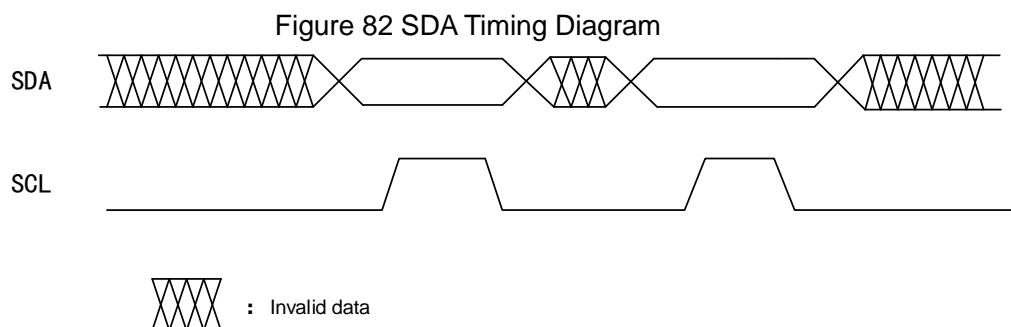 Figure 82 SDA Timing Diagram
SDA
SCL
: Invalid data